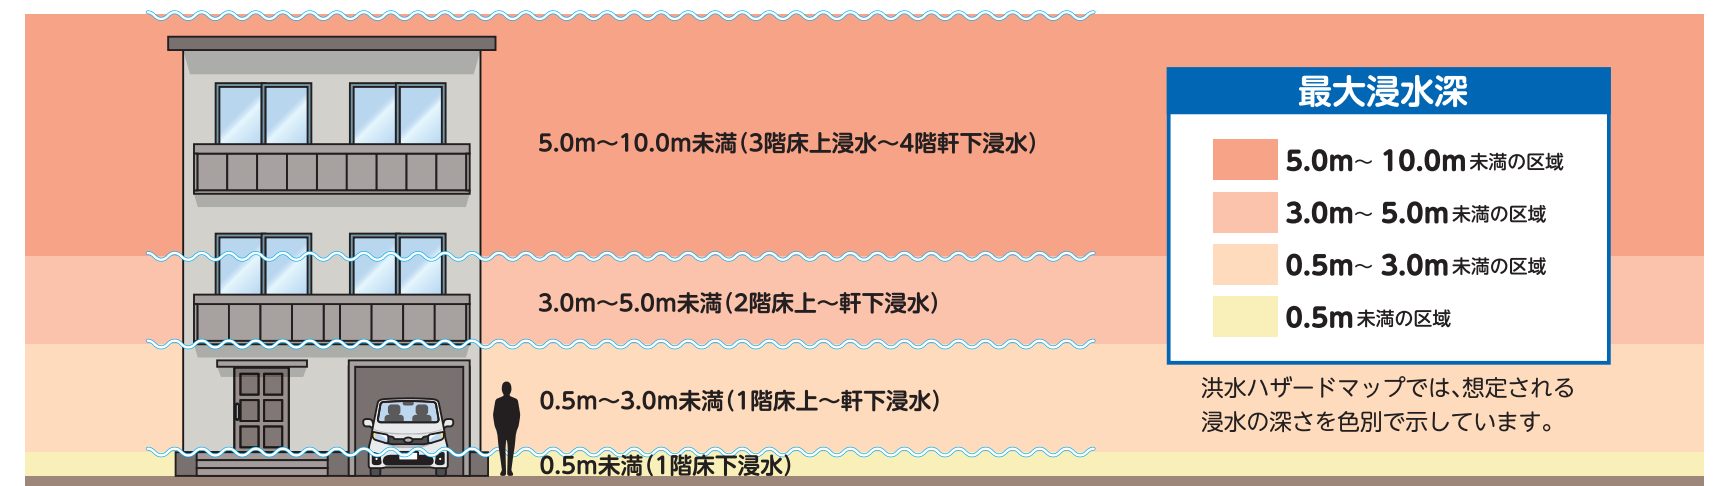 5.0m～10.0m未満（3階床上浸水～4階軒下浸水）
3.0m～5.0m未満（2階床上～軒下浸水）
0.5m～3.0m未満（1階床上～軒下浸水）
0.5m未満（1階床下浸水）
最大浸水深
5.0m～ 10.0m未満の区域
3.0m～ 5.0m未満の区域
0.5m～ 3.0m未満の区域
0.5m未満の区域
洪水ハザードマップでは、想定される
浸水の深さを色別で示しています。